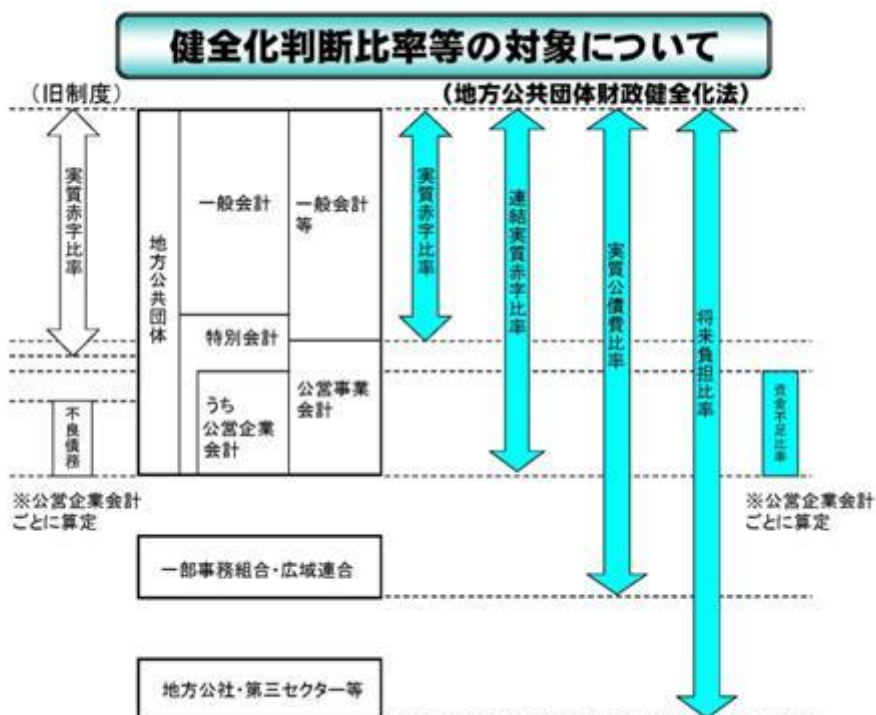 健全化判断比率等の対象について
（旧制度）
（地方公共団体財政健全化法）
実質赤字比率
地方公共団体
一般会計
一般会計
等
特別会計
うち
公営企業
会計
公営事業
会計
不良債務
※公営企業会計
ごとに算定
実質赤字比率
連結実質赤字比率
実質公債費比率
将来負担比率
資金不足比率
※公営企業会計
ごとに算定
一部事務組合・広域連合
地方公社・第三セクター等